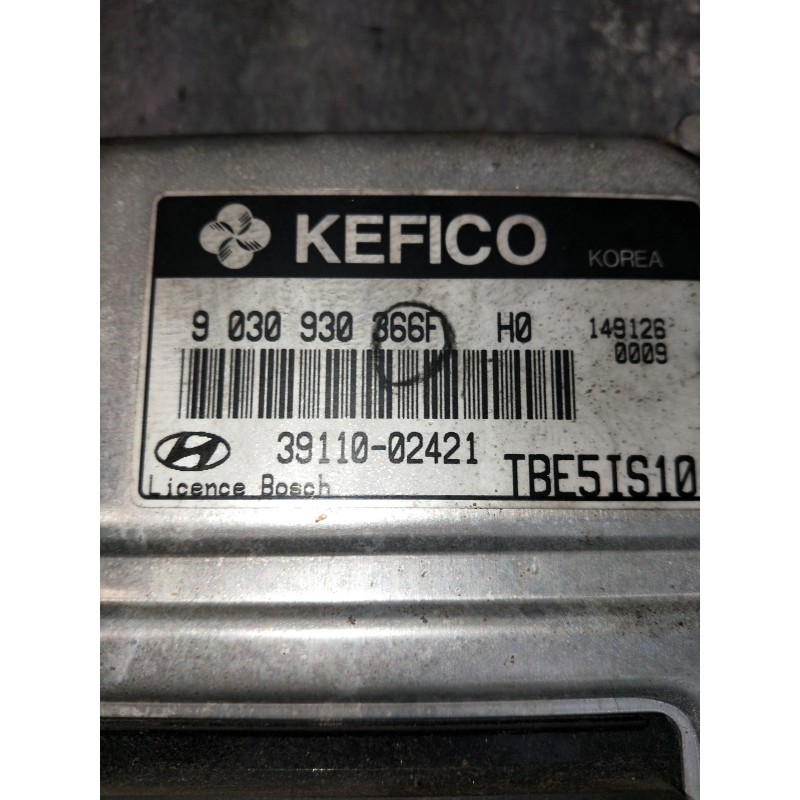 KEFICO KOREA
9 030 930 366F H0 149126
0009
39110-02421
Licence Bosch TBE5IS10